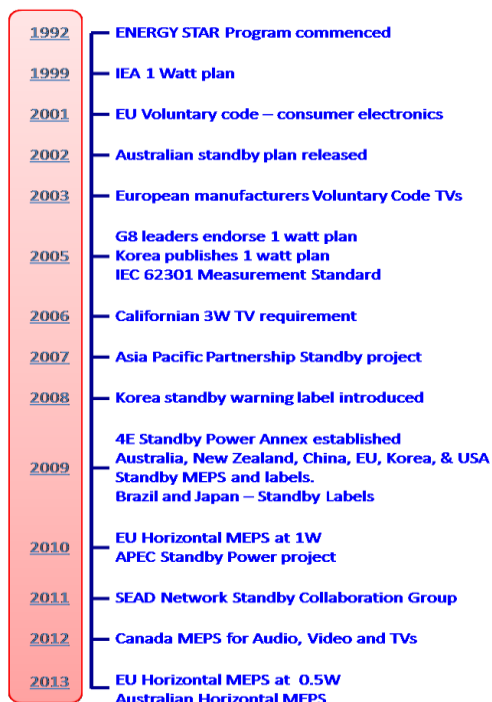 1992 ENERGY STAR Program commenced
1999 IEA 1 Watt plan
2001 EU Voluntary code – consumer electronics
2002 Australian standby plan released
2003 European manufacturers Voluntary Code TVs
2005 G8 leaders endorse 1 watt plan
Korea publishes 1 watt plan
IEC 62301 Measurement Standard
2006 Californian 3W TV requirement
2007 Asia Pacific Partnership Standby project
2008 Korea standby warning label introduced
2009 4E Standby Power Annex established
Australia, New Zealand, China, EU, Korea, & USA
Standby MEPS and labels.
Brazil and Japan – Standby Labels
2010 EU Horizontal MEPS at 1W
APEC Standby Power project
2011 SEAD Network Standby Collaboration Group
2012 Canada MEPS for Audio, Video and TVs
2013 EU Horizontal MEPS at 0.5W
Australian Horizontal MEPS